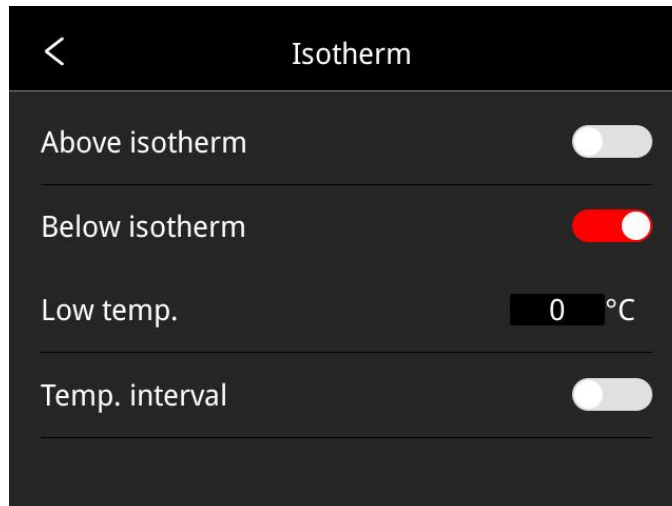 Isotherm
Above isotherm
Below isotherm
Low temp. 0 °C
Temp. interval